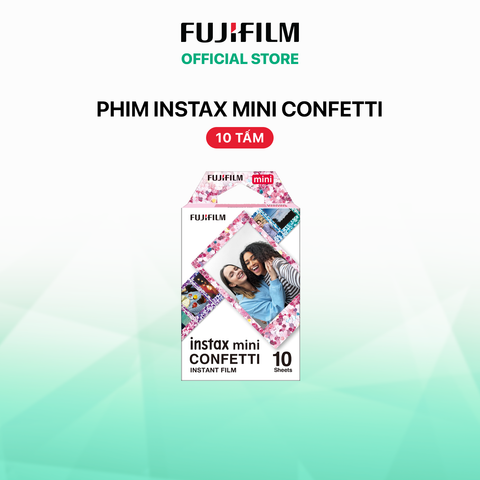 FUJIFILM
OFFICIAL STORE
PHIM INSTAX MINI CONFETTI
10 TẤM
FUJIFILM mini
FUJIFILM
instax mini
CONFETTI
INSTANT FILM
10
Sheets